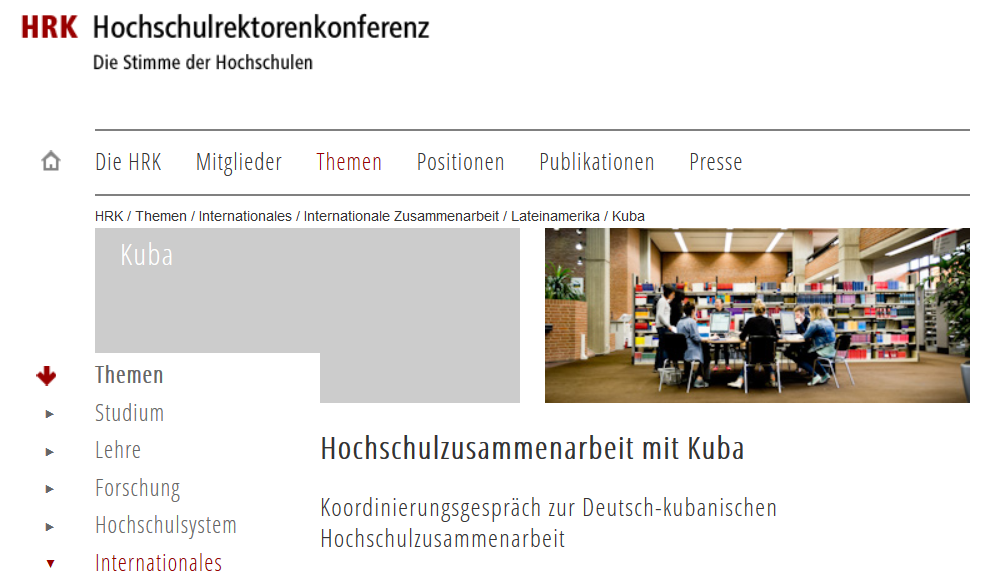 HRK Hochschulrektorenkonferenz
Die Stimme der Hochschulen
Die HRK Mitglieder Themen Positionen Publikationen Presse
HRK / Themen / Internationales / Internationale Zusammenarbeit / Lateinamerika / Kuba
Kuba
Themen
Studium
Lehre
Forschung
Hochschulsystem
Internationales
Hochschulzusammenarbeit mit Kuba
Koordinierungsgespräch zur Deutsch-kubanischen
Hochschulzusammenarbeit